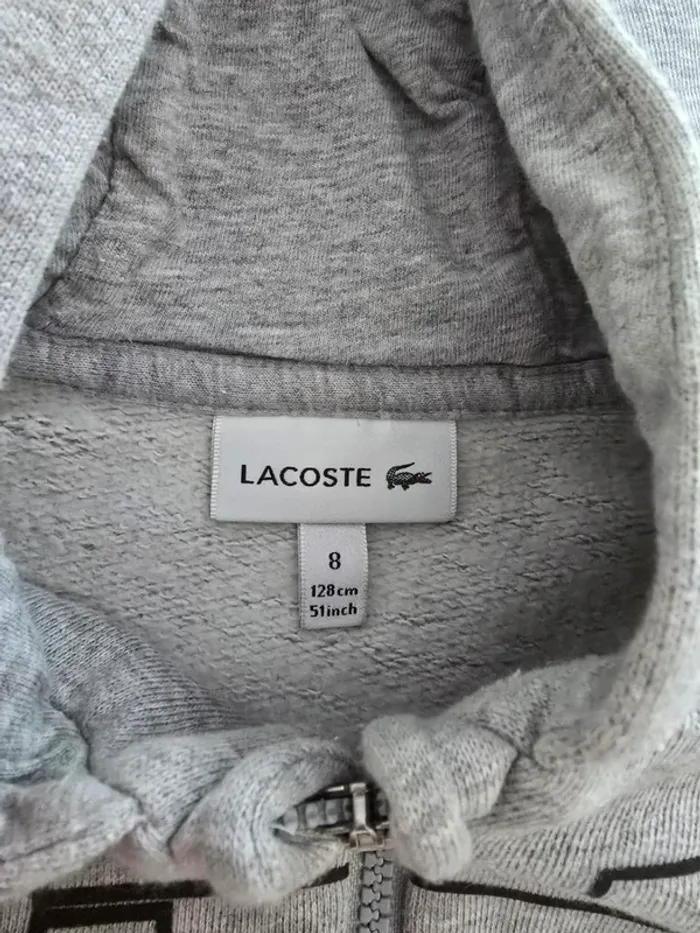 LACOSTE
8
128cm
51inch